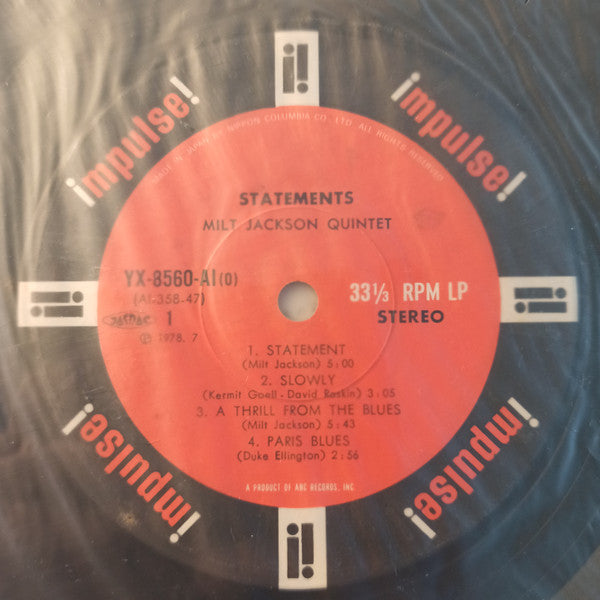 impulse!
impulse!
MADE IN JAPAN BY NIPPON COLUMBIA CO., LTD. ALL RIGHTS RESERVED
STATEMENTS
MILT JACKSON QUINTET
YX-8560-AI(O)
(AI-358-47)
JASRAC 1
Ⓟ 1978. 7
33⅓ RPM LP
STEREO
1. STATEMENT
(Milt Jackson) 5:00
2. SLOWLY
(Kermit Goell - David Raskin) 3:05
3. A THRILL FROM THE BLUES
(Milt Jackson) 5:43
4. PARIS BLUES
(Duke Ellington) 2:56
A PRODUCT OF ABC RECORDS, INC.
impulse!
impulse!